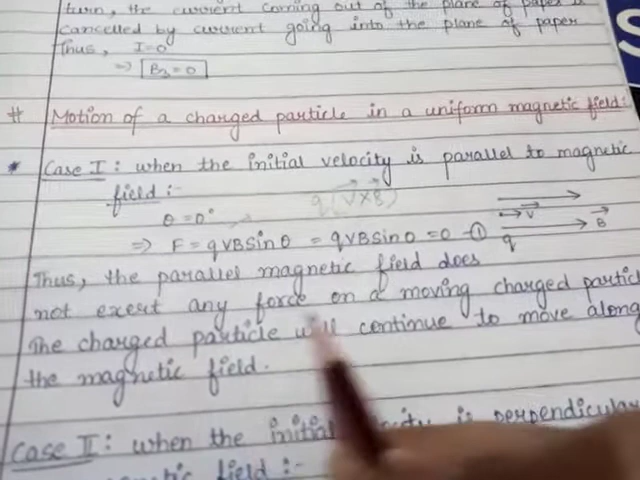 turn, the current coming out of the plane of paper is
cancelled by current going into the plane of paper
Thus, I=0
⇒ B₃=0
# Motion of a charged particle in a uniform magnetic field:
* Case I: when the initial velocity is parallel to magnetic
field:-
q(V×B)
θ=0°
⇒ F = qvBsinθ = qvBsin0 = 0 - ①
v
B
q
Thus, the parallel magnetic field does
not exert any force on a moving charged particl
The charged particle will continue to move along
the magnetic field.
Case II: when the initial is perpendicular
field:-
S